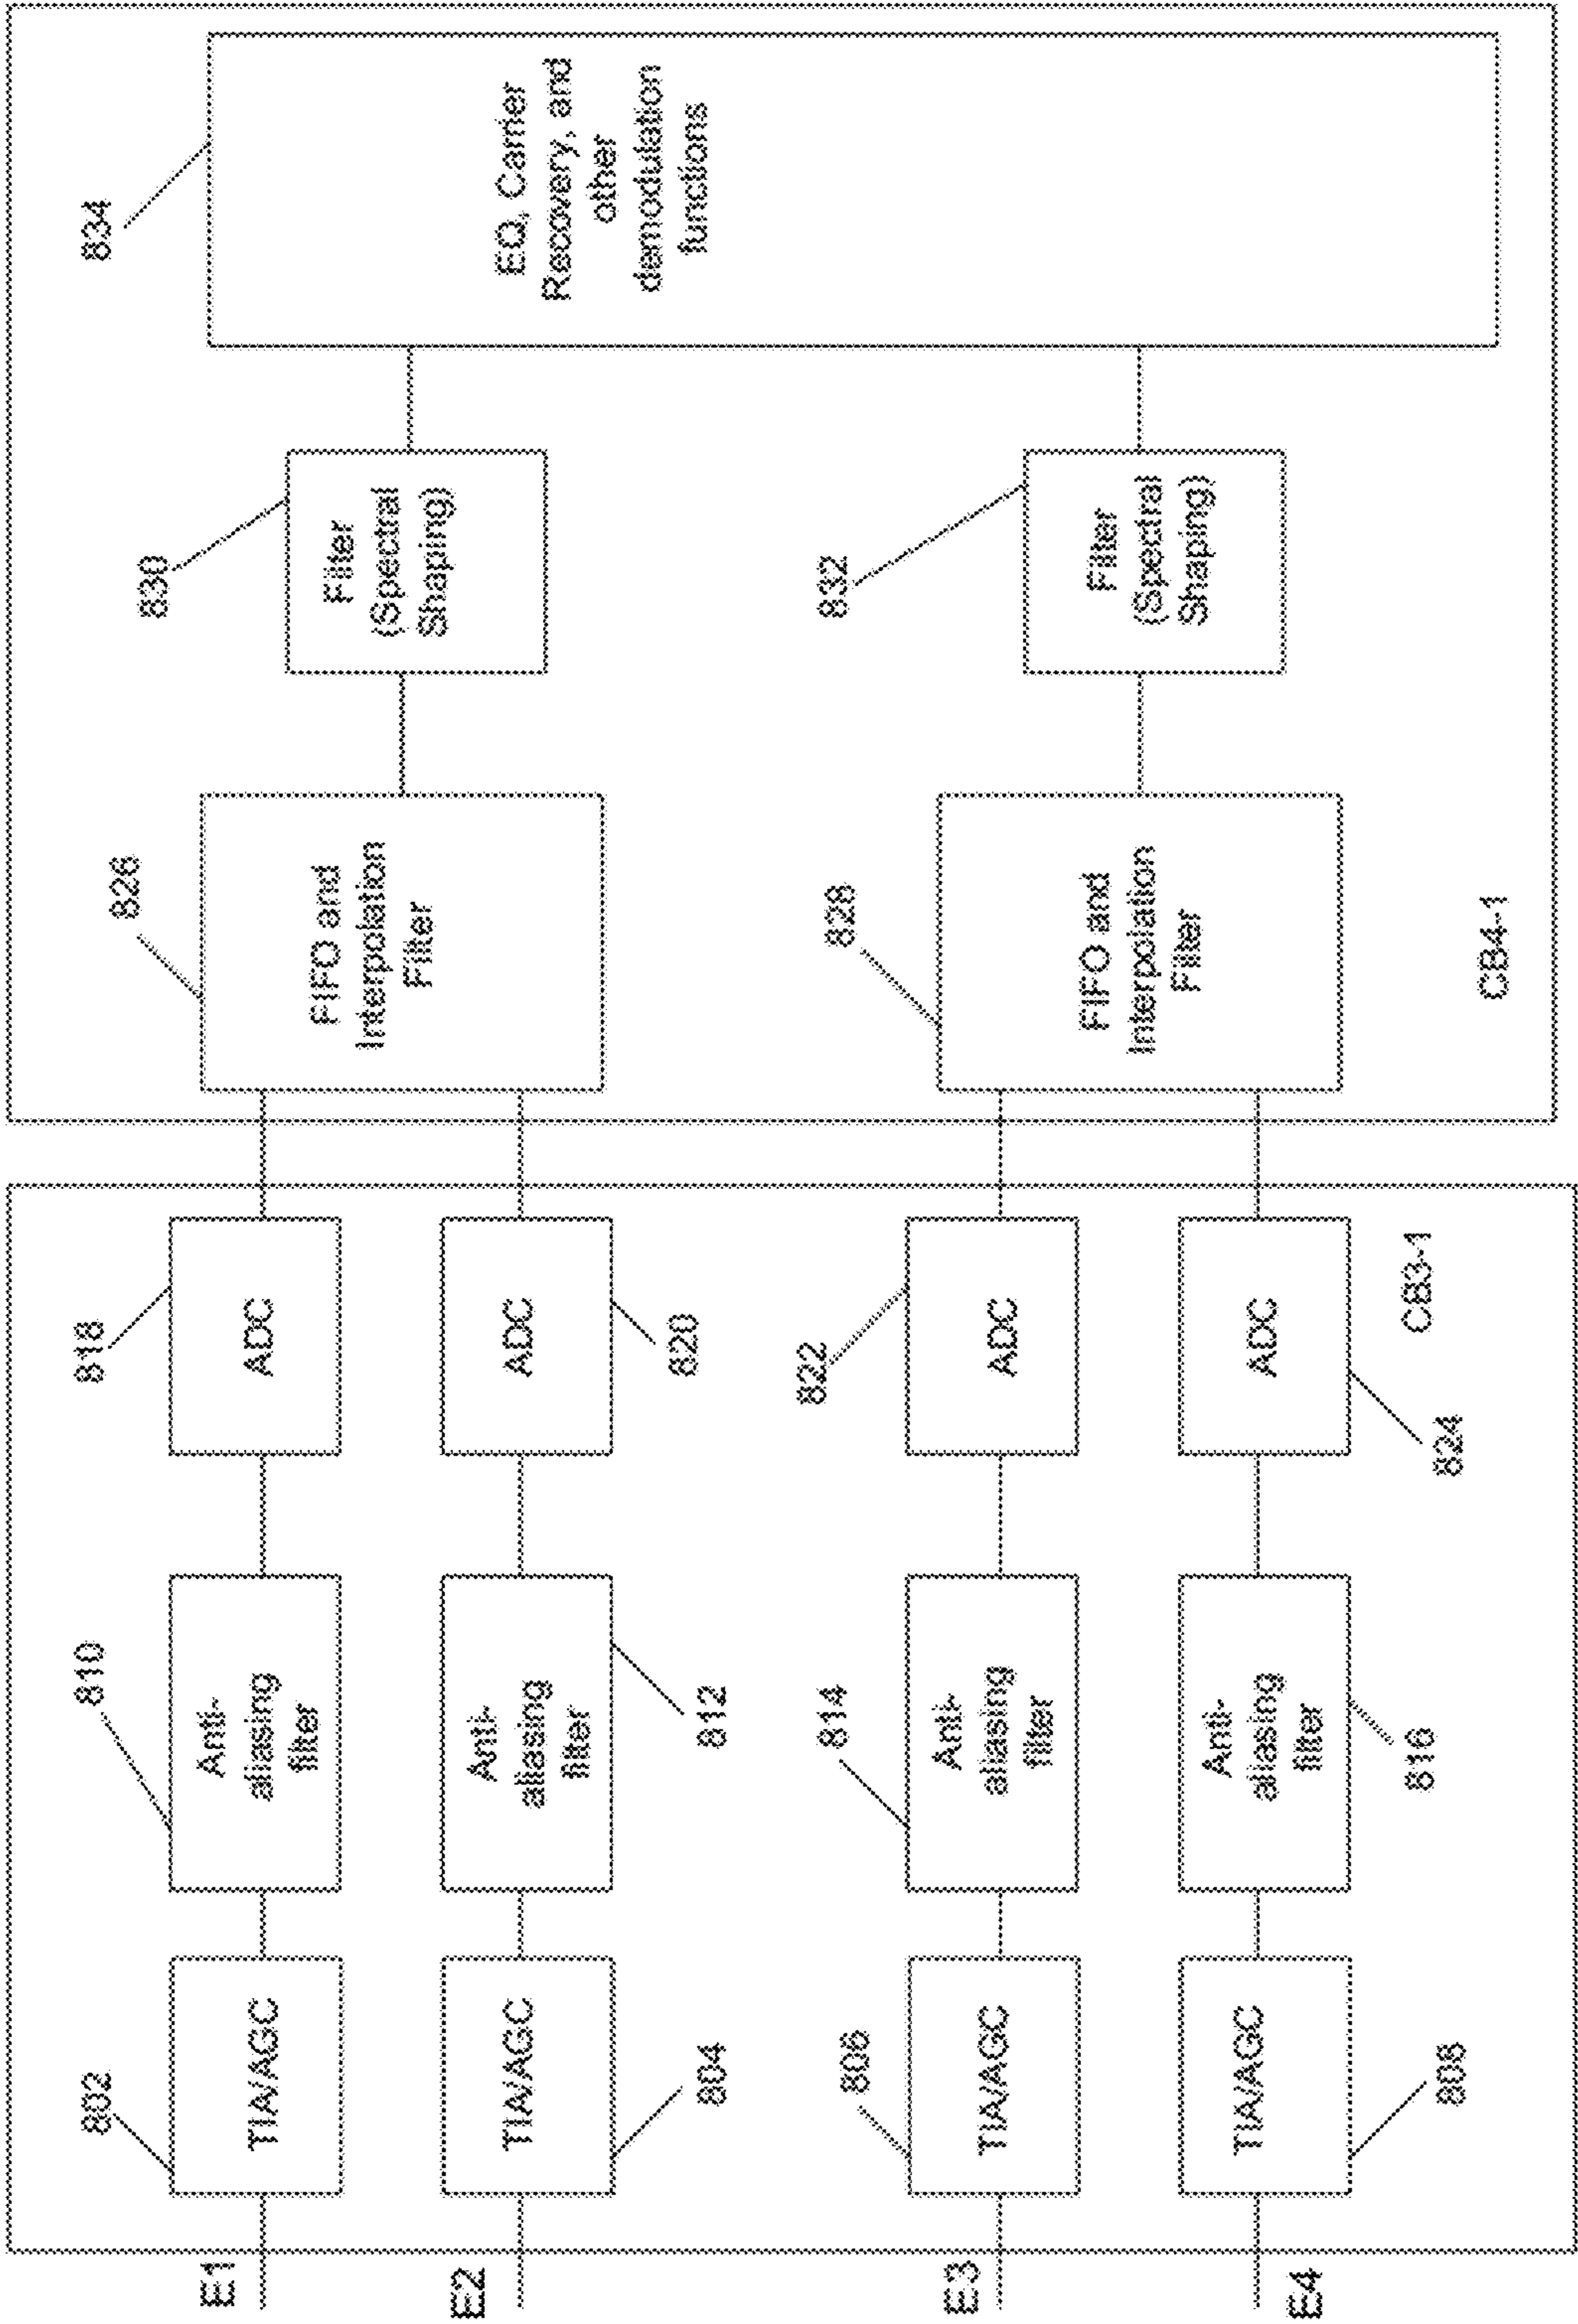 E1
802
TIA/AGC
810
Anti-
aliasing
filter
818
ADC
E2
TIA/AGC
804
Anti-
aliasing
filter
812
ADC
820
826
FIFO and
Interpolation
Filter
830
Filter
(Spectral
Shaping)
834
EQ, Carrier
Recovery, and
other
demodulation
functions
E3
806
TIA/AGC
814
Anti-
aliasing
filter
822
ADC
E4
TIA/AGC
808
Anti-
aliasing
filter
816
ADC
824
CB3-1
828
FIFO and
Interpolation
Filter
832
Filter
(Spectral
Shaping)
CB4-1